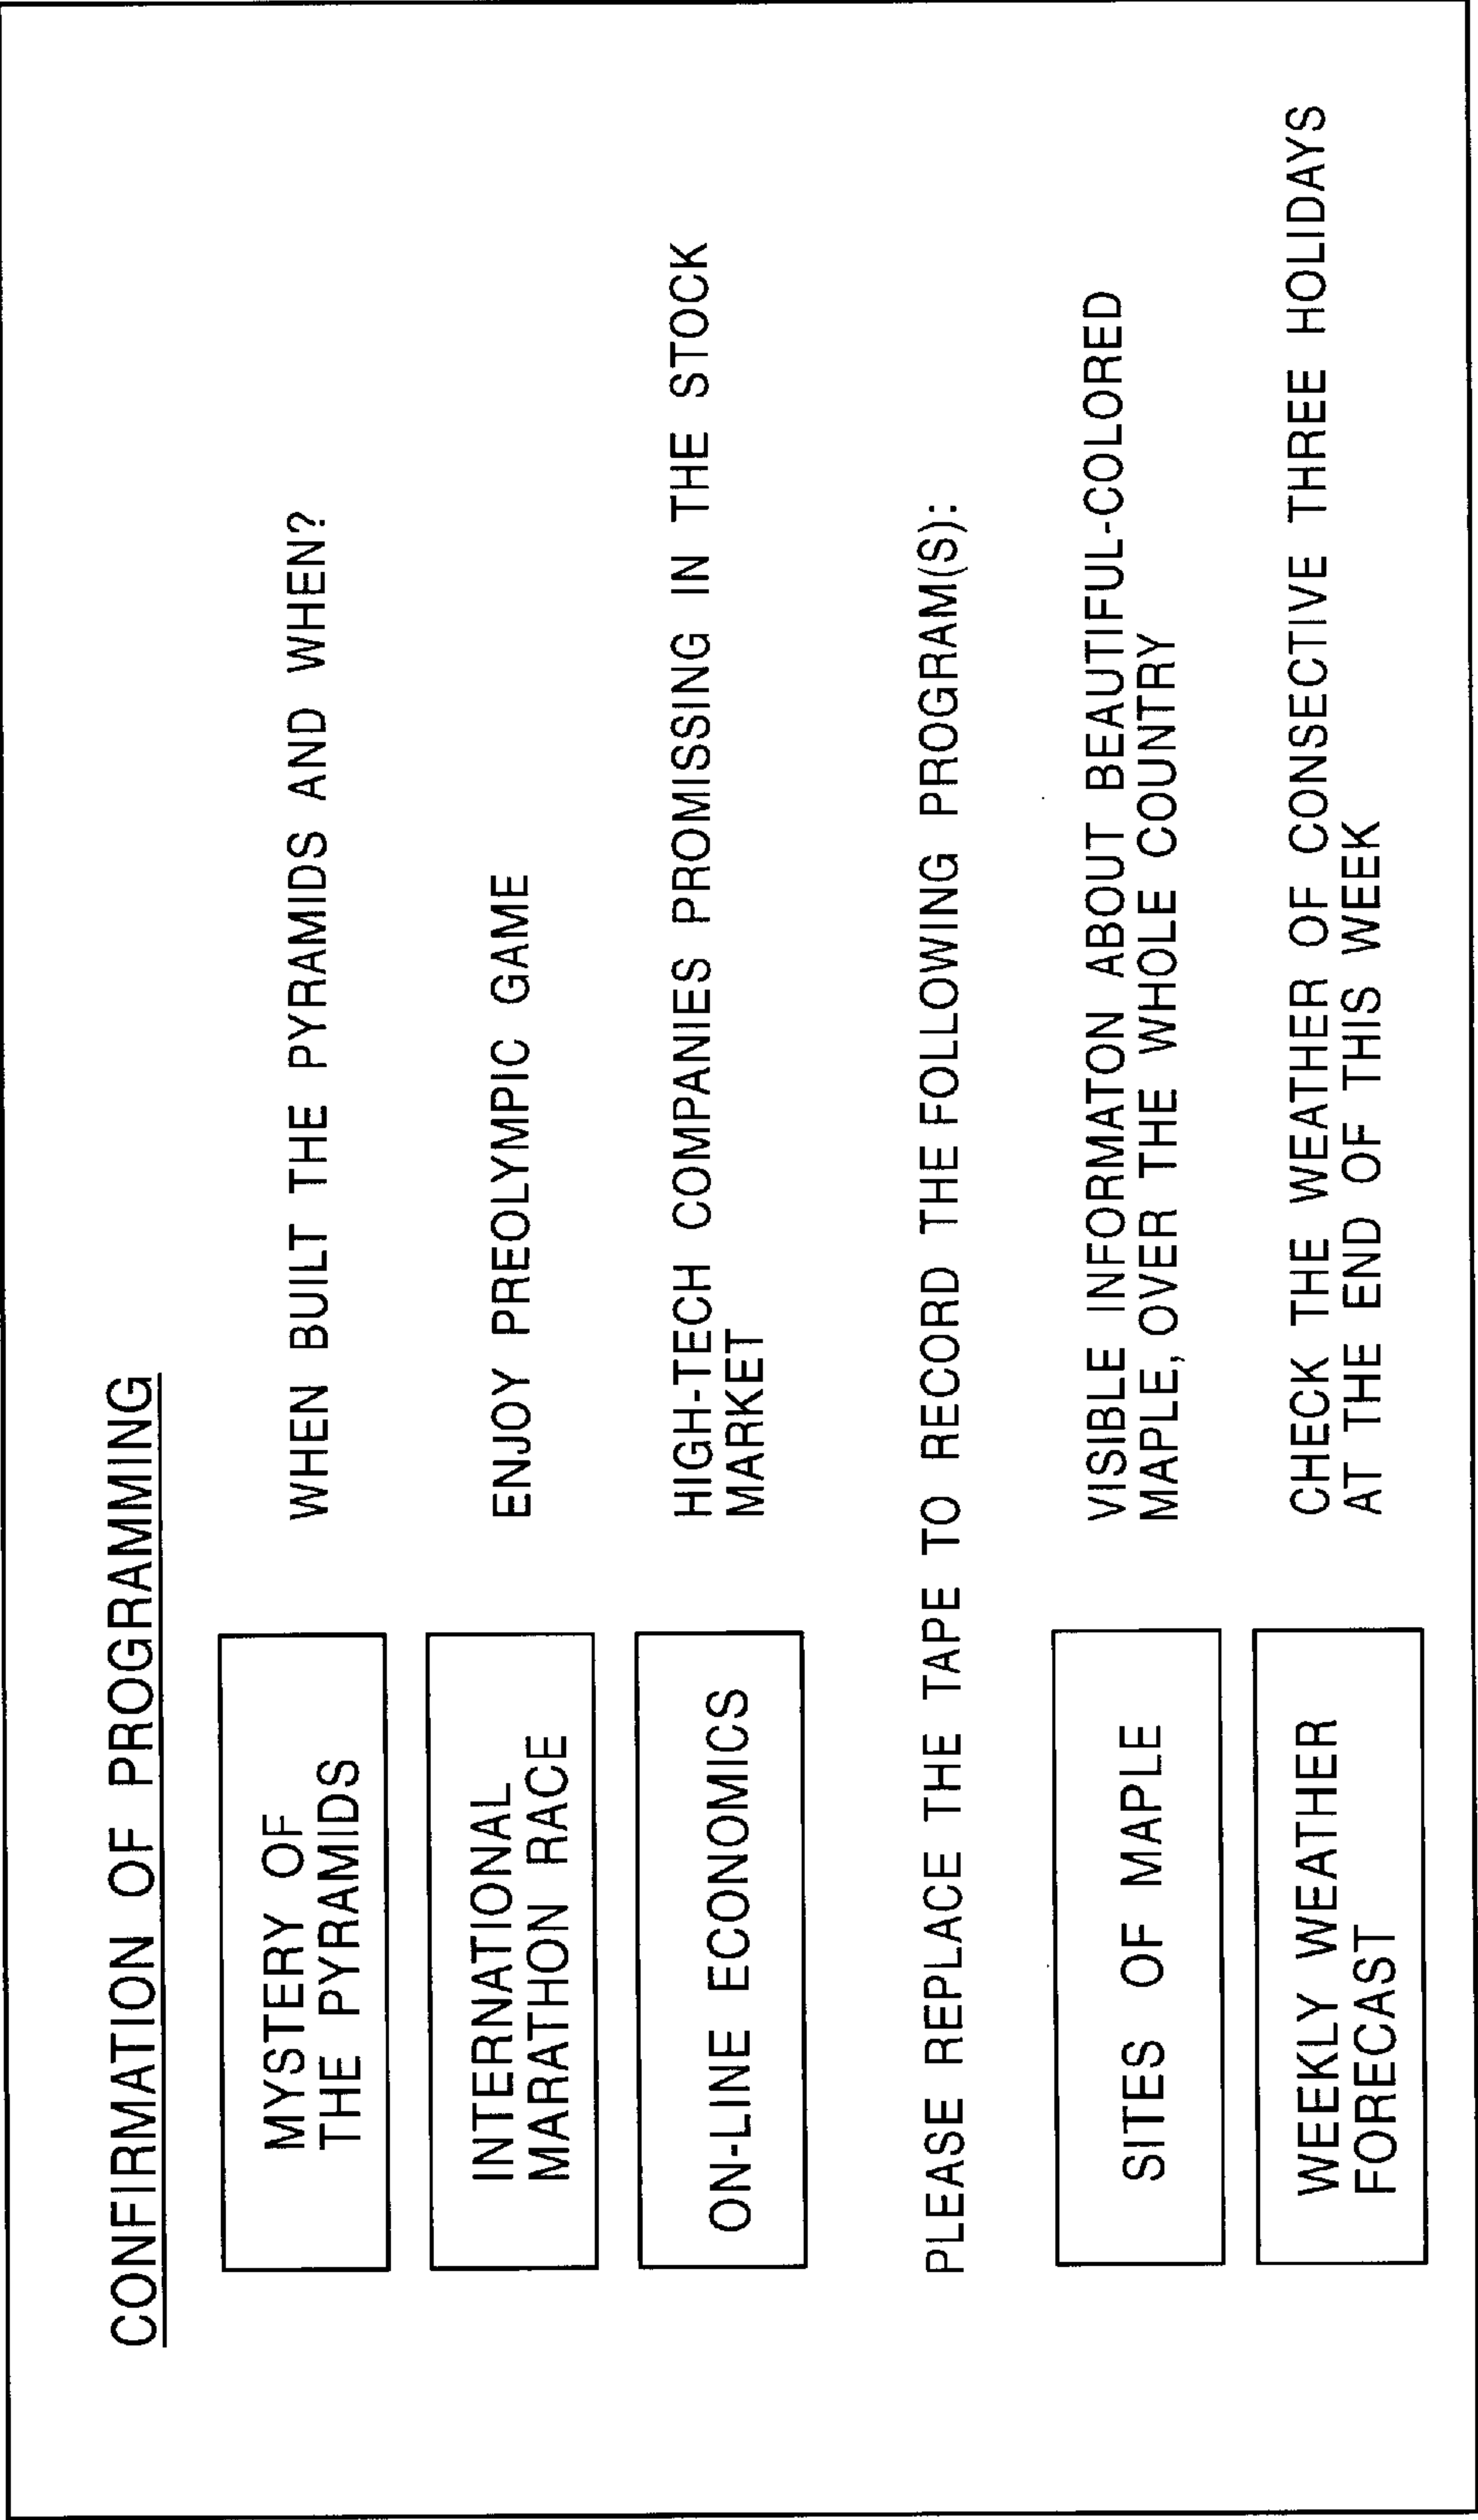 CONFIRMATION OF PROGRAMMING
MYSTERY OF
THE PYRAMIDS
WHEN BUILT THE PYRAMIDS AND WHEN?
INTERNATIONAL
MARATHON RACE
ENJOY PREOLYMPIC GAME
ON-LINE ECONOMICS
HIGH-TECH COMPANIES PROMISSING IN THE STOCK
MARKET
PLEASE REPLACE THE TAPE TO RECORD THE FOLLOWING PROGRAM(S):
SITES OF MAPLE
VISIBLE INFORMATON ABOUT BEAUTIFUL-COLORED
MAPLE, OVER THE WHOLE COUNTRY
WEEKLY WEATHER
FORECAST
CHECK THE WEATHER OF CONSECTIVE THREE HOLIDAYS
AT THE END OF THIS WEEK